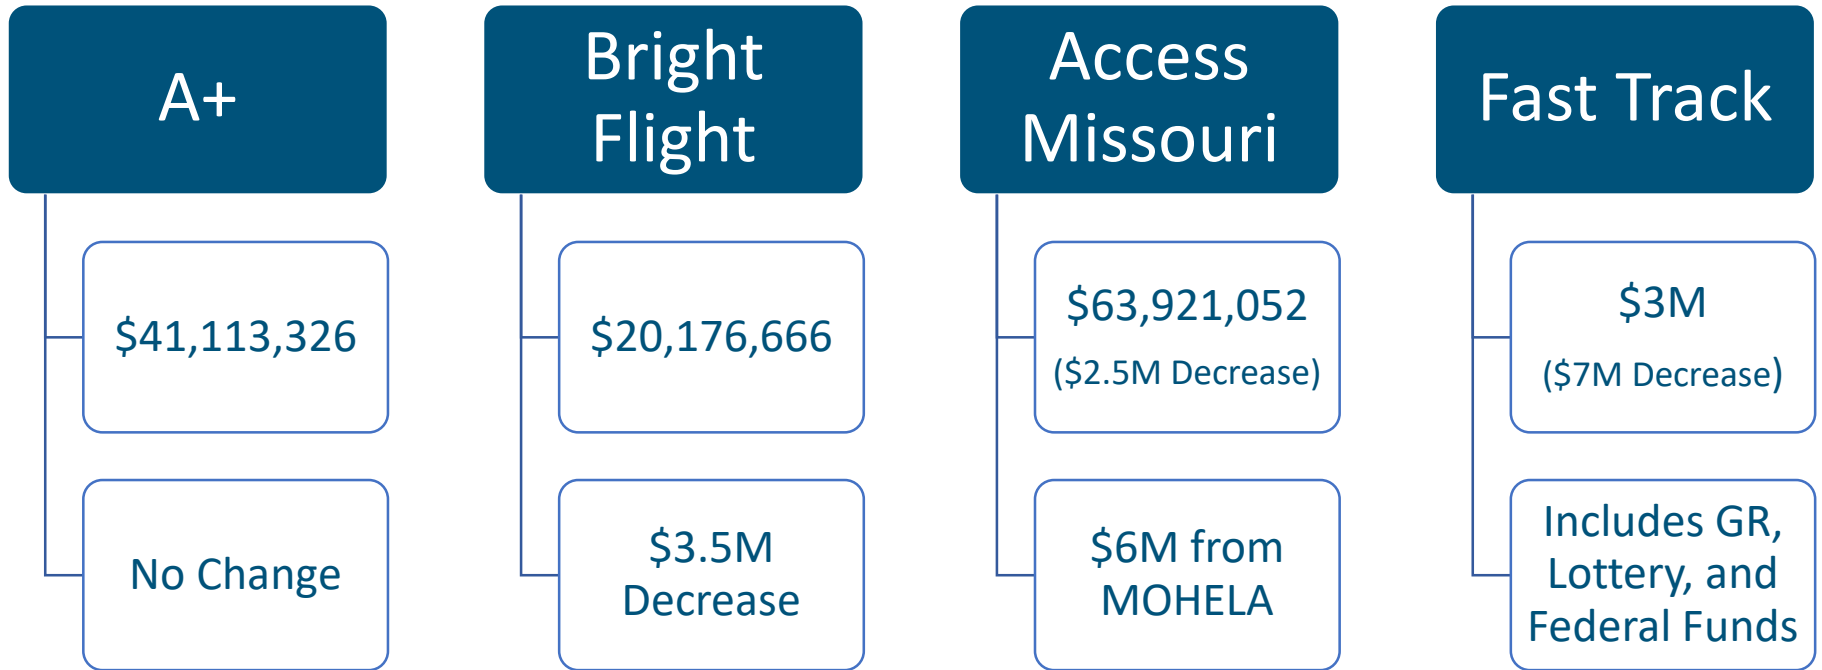 A+
$41,113,326
No Change
Bright
Flight
$20,176,666
$3.5M
Decrease
Access
Missouri
$63,921,052
($2.5M Decrease)
$6M from
MOHELA
Fast Track
$3M
($7M Decrease)
Includes GR,
Lottery, and
Federal Funds